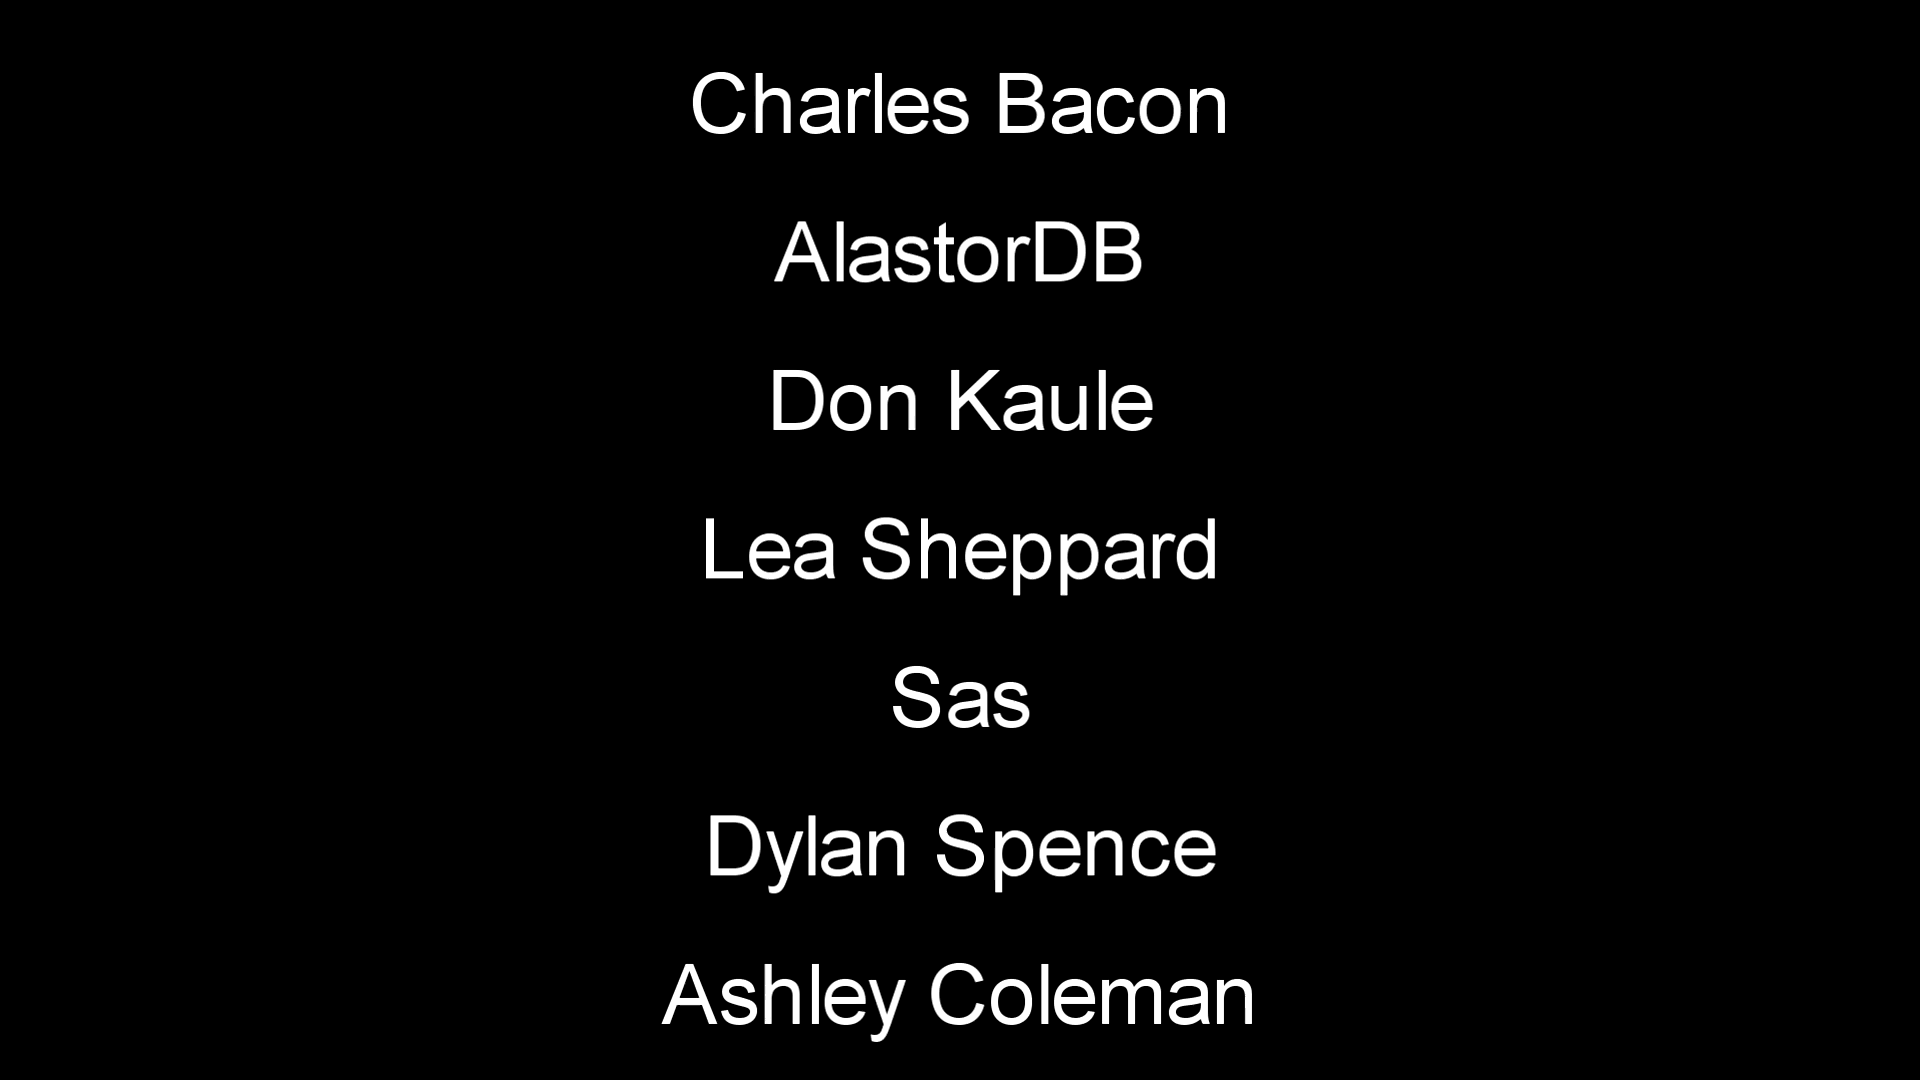 Charles Bacon
AlastorDB
Don Kaule
Lea Sheppard
Sas
Dylan Spence
Ashley Coleman